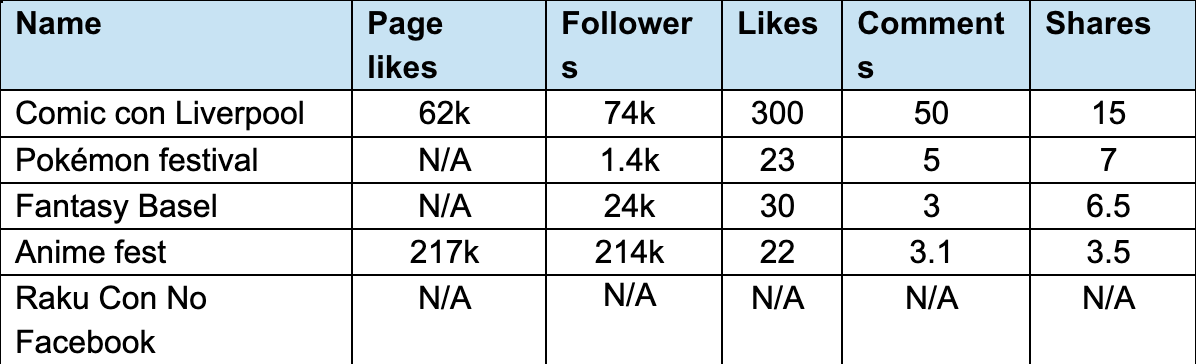 Name Page likes Followers Likes Comments Shares
Comic con Liverpool 62k 74k 300 50 15
Pokémon festival N/A 1.4k 23 5 7
Fantasy Basel N/A 24k 30 3 6.5
Anime fest 217k 214k 22 3.1 3.5
Raku Con No Facebook N/A N/A N/A N/A N/A